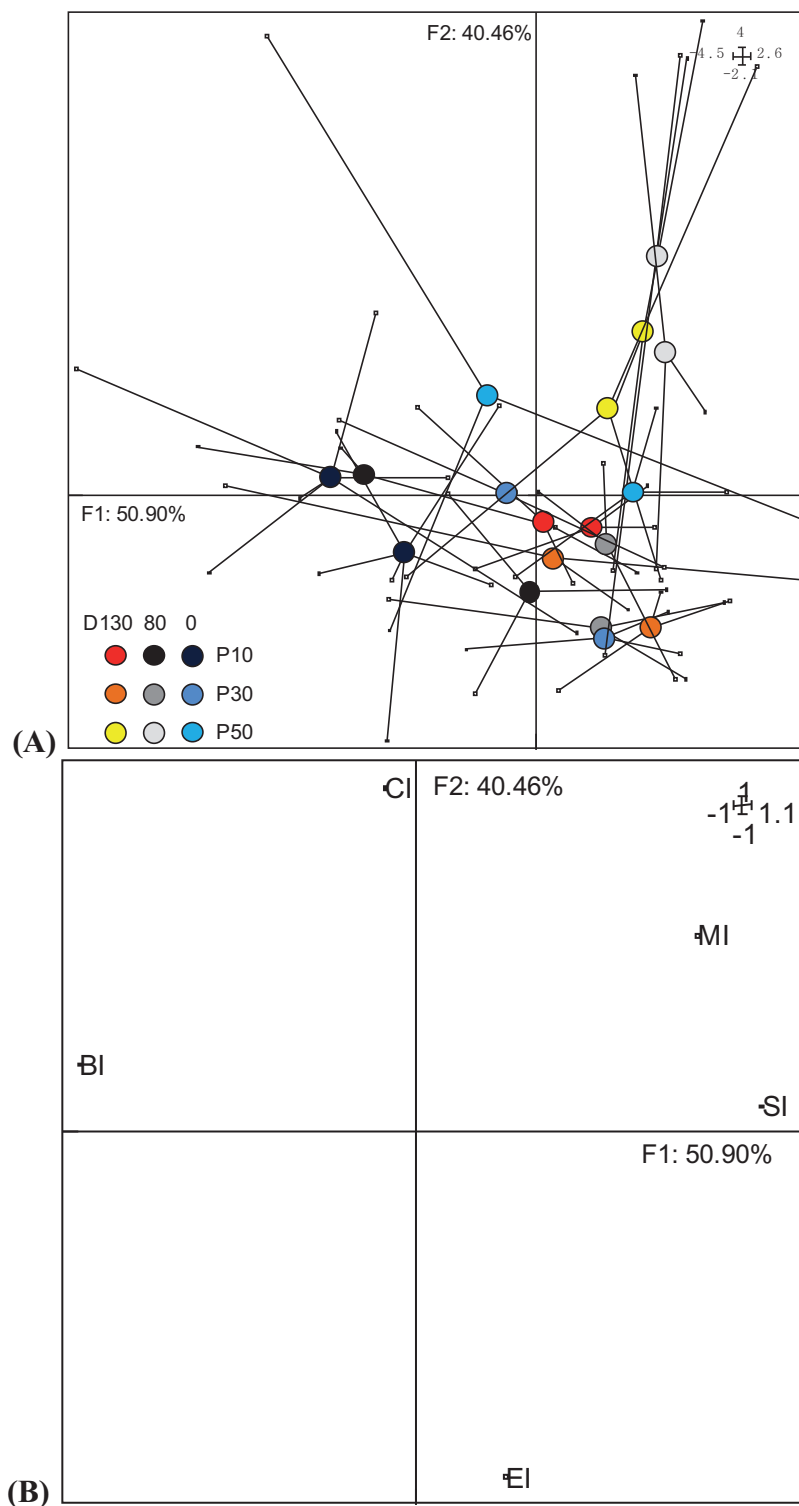 F2: 40.46%
4
-4.5 2.6
-2.1
F1: 50.90%
D130 80 0
P10
P30
P50
(A)
CI
F2: 40.46%
1
-1 1.1
-1
MI
BI
SI
F1: 50.90%
EI
(B)